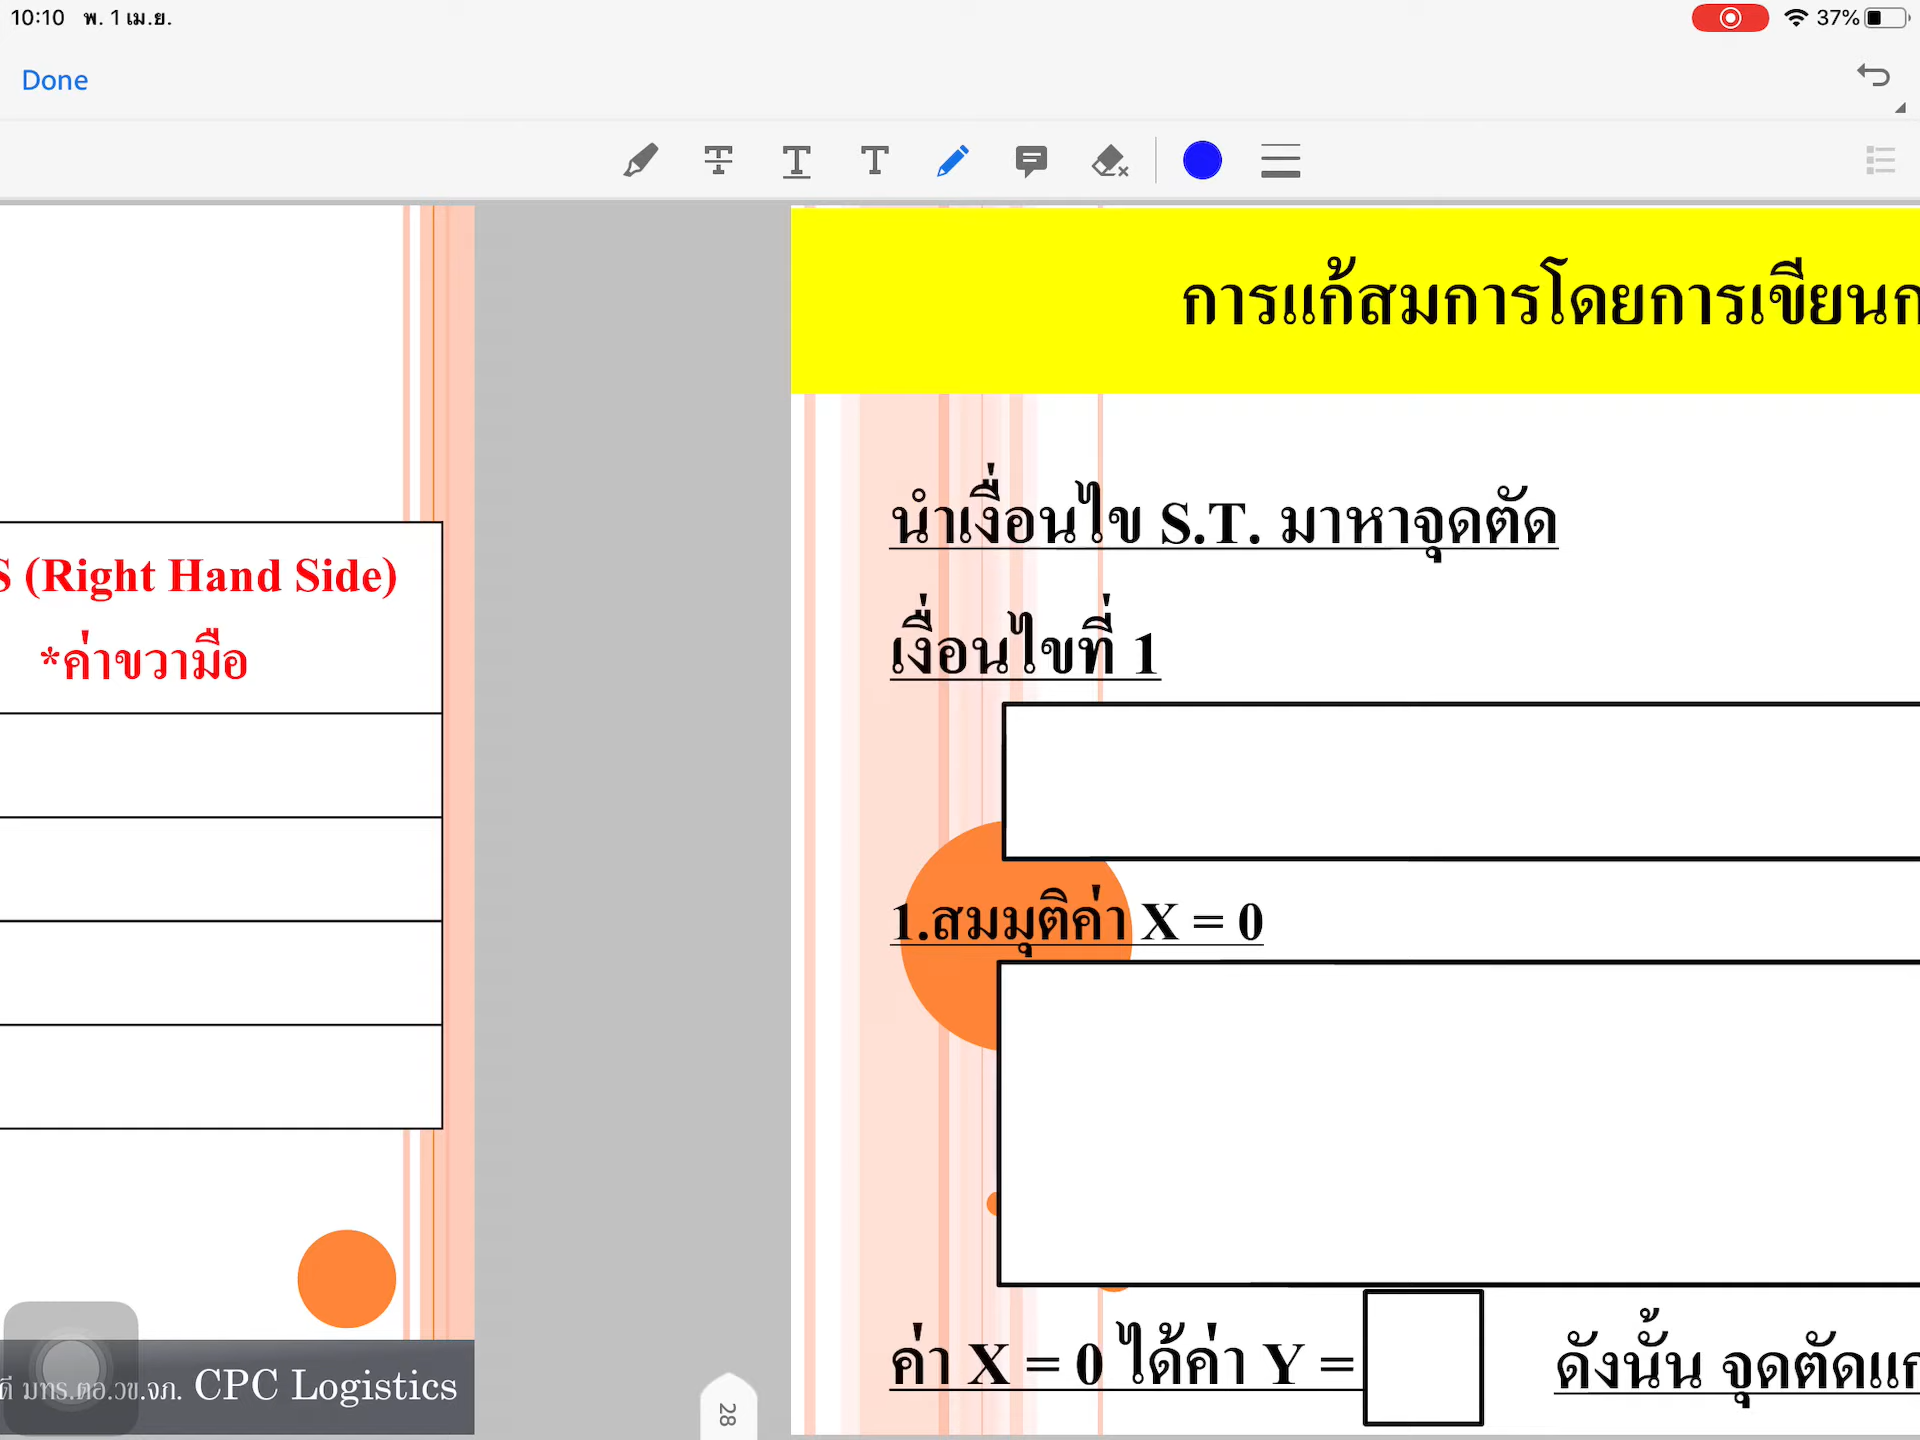 10:10 พ. 1 เม.ย.
37%
Done
S (Right Hand Side)
*ค่าขวามือ
มทร.ตอ.วข.จภ. CPC Logistics
28
การแก้สมการโดยการเขียนก
นำเงื่อนไข S.T. มาหาจุดตัด
เงื่อนไขที่ 1
1.สมมุติค่า X = 0
ค่า X = 0 ได้ค่า Y =
ดังนั้น จุดตัดแก